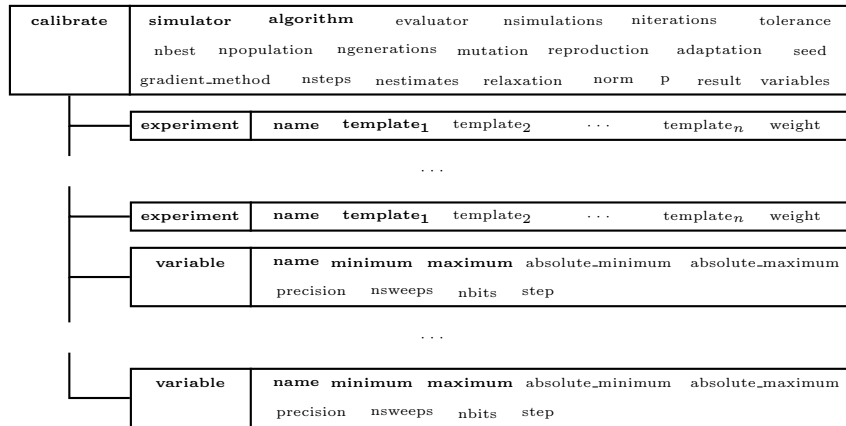 calibrate simulator algorithm evaluator nsimulations niterations tolerance
nbest npopulation ngenerations mutation reproduction adaptation seed
gradient_method nsteps nestimates relaxation norm p result variables
experiment name template₁ template₂ ··· templateₙ weight
···
experiment name template₁ template₂ ··· templateₙ weight
variable name minimum maximum absolute_minimum absolute_maximum
precision nsweeps nbits step
···
variable name minimum maximum absolute_minimum absolute_maximum
precision nsweeps nbits step